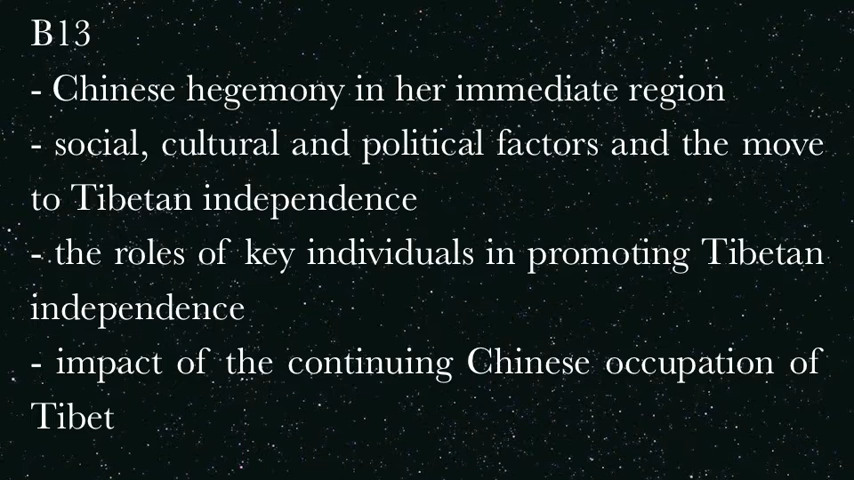 B13
- Chinese hegemony in her immediate region
- social, cultural and political factors and the move
to Tibetan independence
- the roles of key individuals in promoting Tibetan
independence
- impact of the continuing Chinese occupation of
Tibet